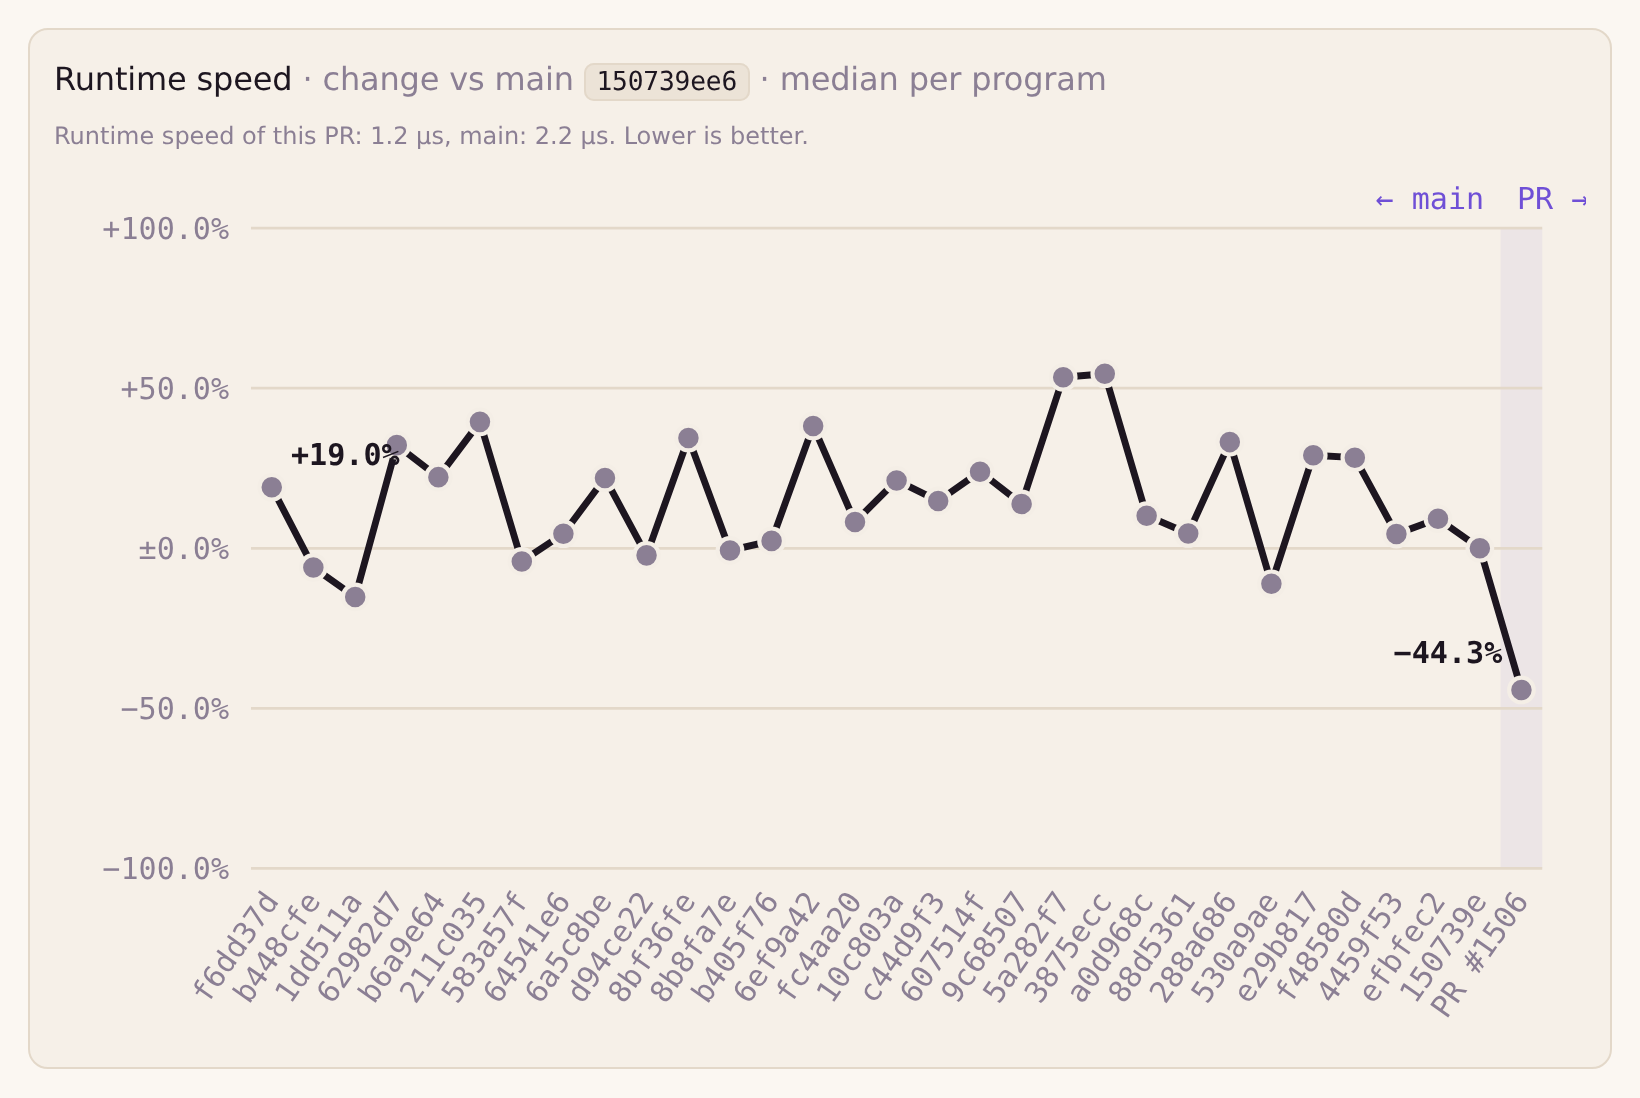 Runtime speed · change vs main 150739ee6 · median per program
Runtime speed of this PR: 1.2 µs, main: 2.2 µs. Lower is better.
← main PR →
+100.0%
+50.0%
±0.0%
−50.0%
−100.0%
+19.0%
−44.3%
f6dd37d
b448cfe
1dd511a
62982d7
b6a9e64
211c035
583a57f
64541e6
6a5c8be
d94ce22
8bf36fe
8b8fa7e
b405f76
6ef9a42
fc4aa20
10c803a
c44d9f3
607514f
9c68507
5a282f7
3875ecc
a0d968c
88d5361
288a686
530a9ae
e29b817
f48580d
4459f53
efbfec2
150739e
PR #1506